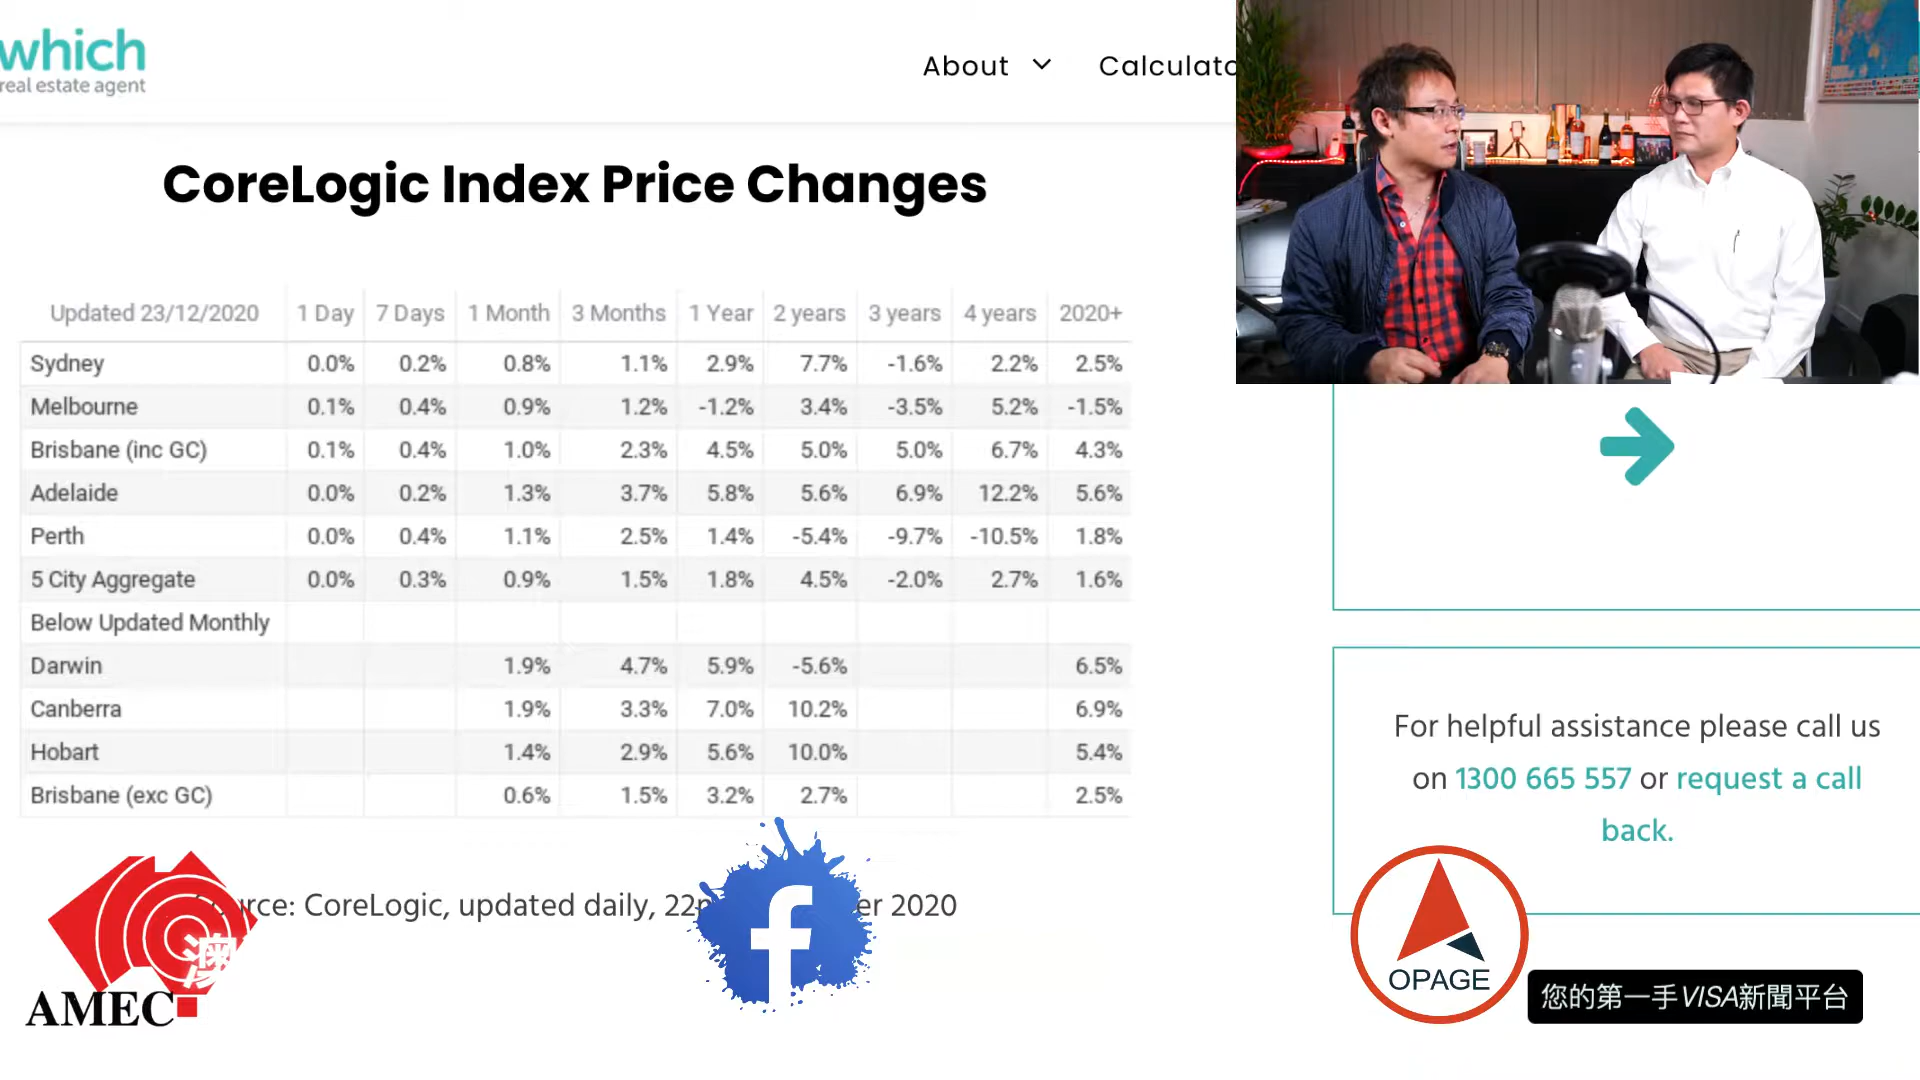 which
real estate agent
About
Calculato
CoreLogic Index Price Changes
Updated 23/12/2020 1 Day 7 Days 1 Month 3 Months 1 Year 2 years 3 years 4 years 2020+
Sydney 0.0% 0.2% 0.8% 1.1% 2.9% 7.7% -1.6% 2.2% 2.5%
Melbourne 0.1% 0.4% 0.9% 1.2% -1.2% 3.4% -3.5% 5.2% -1.5%
Brisbane (inc GC) 0.1% 0.4% 1.0% 2.3% 4.5% 5.0% 5.0% 6.7% 4.3%
Adelaide 0.0% 0.2% 1.3% 3.7% 5.8% 5.6% 6.9% 12.2% 5.6%
Perth 0.0% 0.4% 1.1% 2.5% 1.4% -5.4% -9.7% -10.5% 1.8%
5 City Aggregate 0.0% 0.3% 0.9% 1.5% 1.8% 4.5% -2.0% 2.7% 1.6%
Below Updated Monthly
Darwin 1.9% 4.7% 5.9% -5.6% 6.5%
Canberra 1.9% 3.3% 7.0% 10.2% 6.9%
Hobart 1.4% 2.9% 5.6% 10.0% 5.4%
Brisbane (exc GC) 0.6% 1.5% 3.2% 2.7% 2.5%
rce: CoreLogic, updated daily, 22 er 2020
For helpful assistance please call us
on 1300 665 557 or request a call
back.
AMEC
澳
OPAGE
您的第一手VISA新聞平台